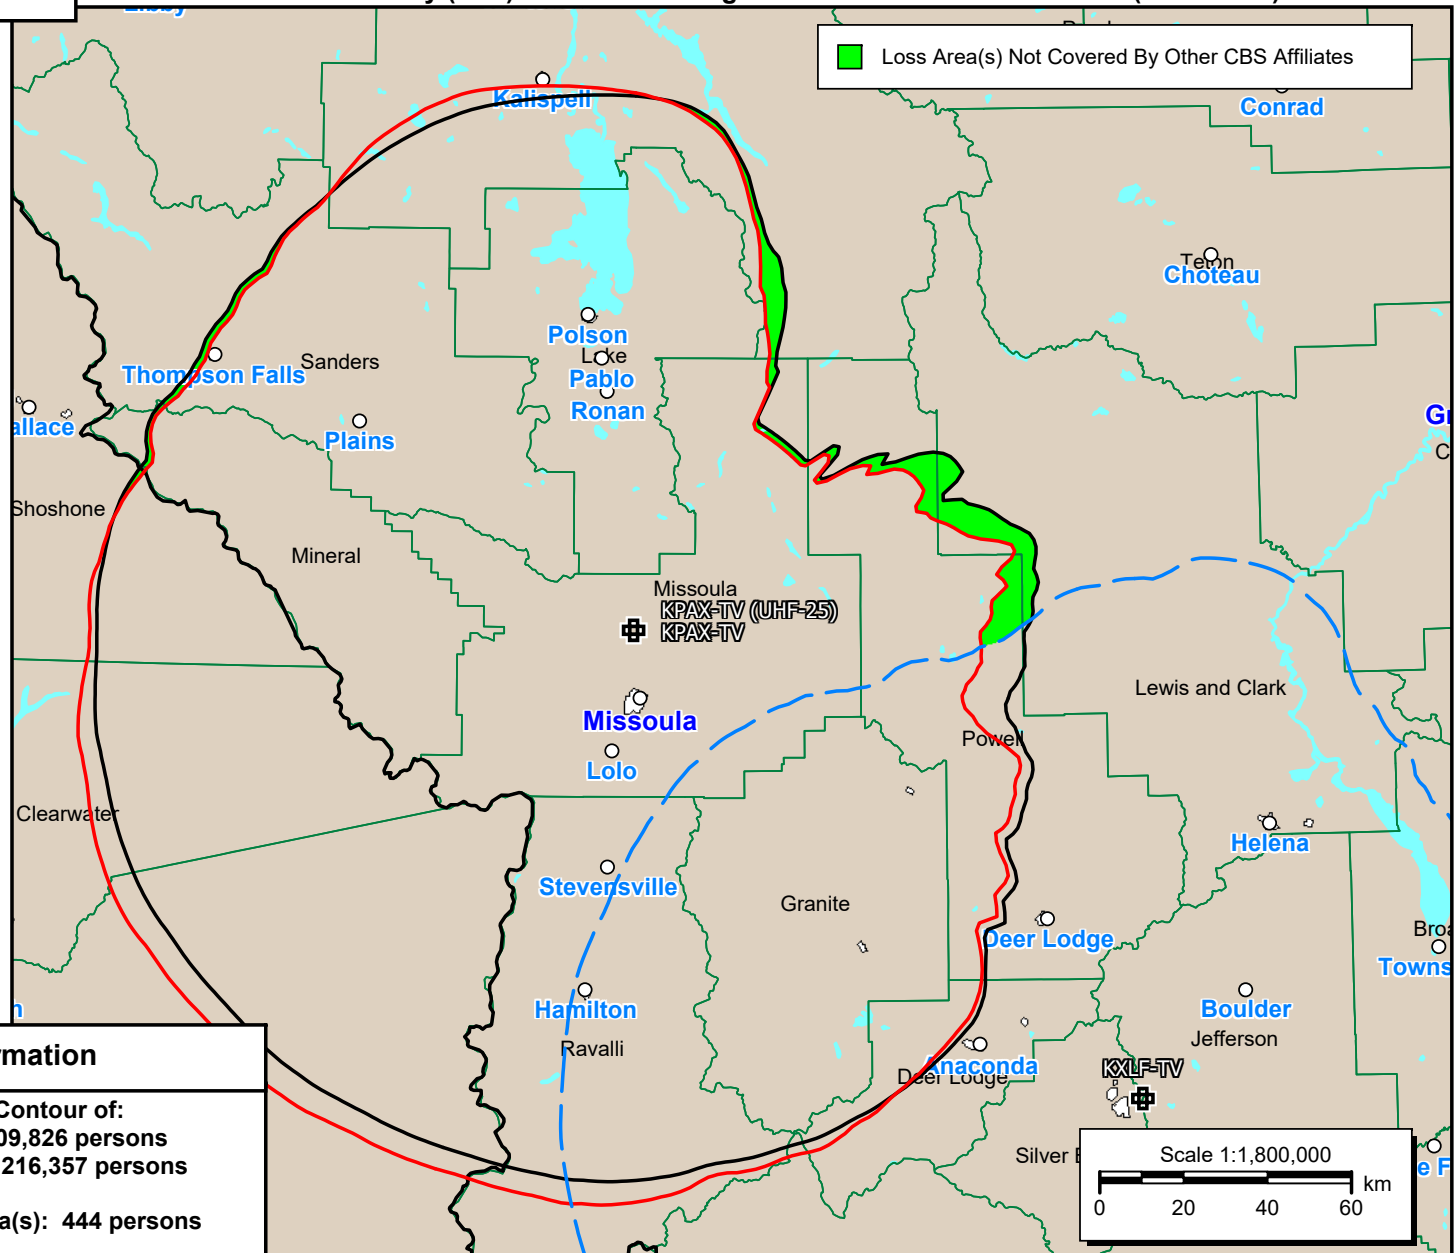 Libby
Loss Area(s) Not Covered By Other CBS Affiliates
Kalispell
Conrad
Teton
Choteau
Polson
Lake
Pablo
Ronan
Sanders
Thompson Falls
Plains
allace
Shoshone
Mineral
Missoula
KPAX-TV (UHF-25)
KPAX-TV
Missoula
Lolo
Lewis and Clark
Powell
Clearwater
Helena
Stevensville
Granite
Deer Lodge
Hamilton
Boulder
Ravalli
Jefferson
Anaconda
Deer Lodge
KXLF-TV
Silver B
Broa
Towns
e F
rmation
Contour of:
09,826 persons
216,357 persons
a(s): 444 persons
Scale 1:1,800,000
km
0 20 40 60